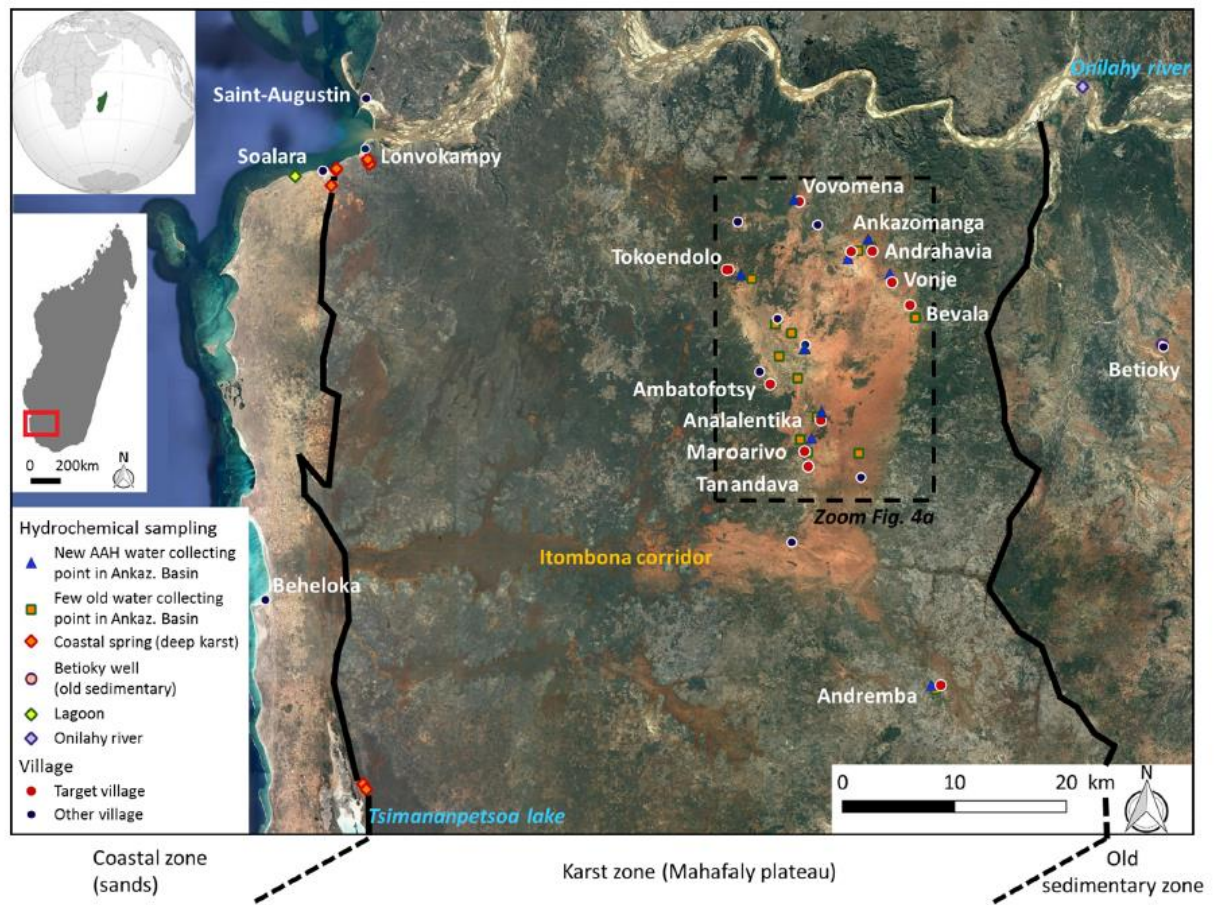 Onilahy river
Saint-Augustin
Soalara
Lonvokampy
Vovomena
Ankazomanga
Tokoendolo
Andrahavia
Vonje
Bevala
Betioky
Ambatofotsy
Analalentika
Maroarivo
Tanandava
Zoom Fig. 4a
0 200km
N
Hydrochemical sampling
New AAH water collecting
point in Ankaz. Basin
Few old water collecting
point in Ankaz. Basin
Coastal spring (deep karst)
Betioky well
(old sedimentary)
Lagoon
Onilahy river
Village
Target village
Other village
Itombona corridor
Beheloka
Andremba
0 10 20 km
N
Tsimananpetsoa lake
Coastal zone
(sands)
Karst zone (Mahafaly plateau)
Old
sedimentary zone